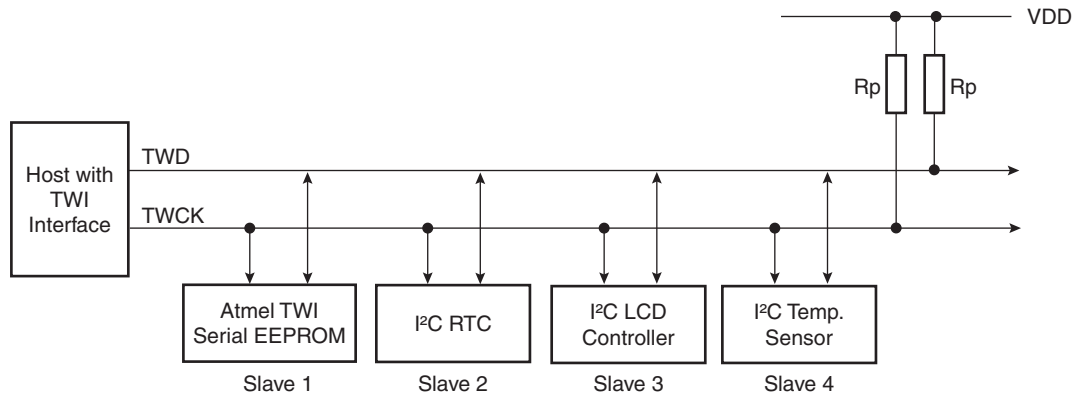 VDD
Rp
Rp
Host with
TWI
Interface
TWD
TWCK
Atmel TWI
Serial EEPROM
I²C RTC
I²C LCD
Controller
I²C Temp.
Sensor
Slave 1
Slave 2
Slave 3
Slave 4